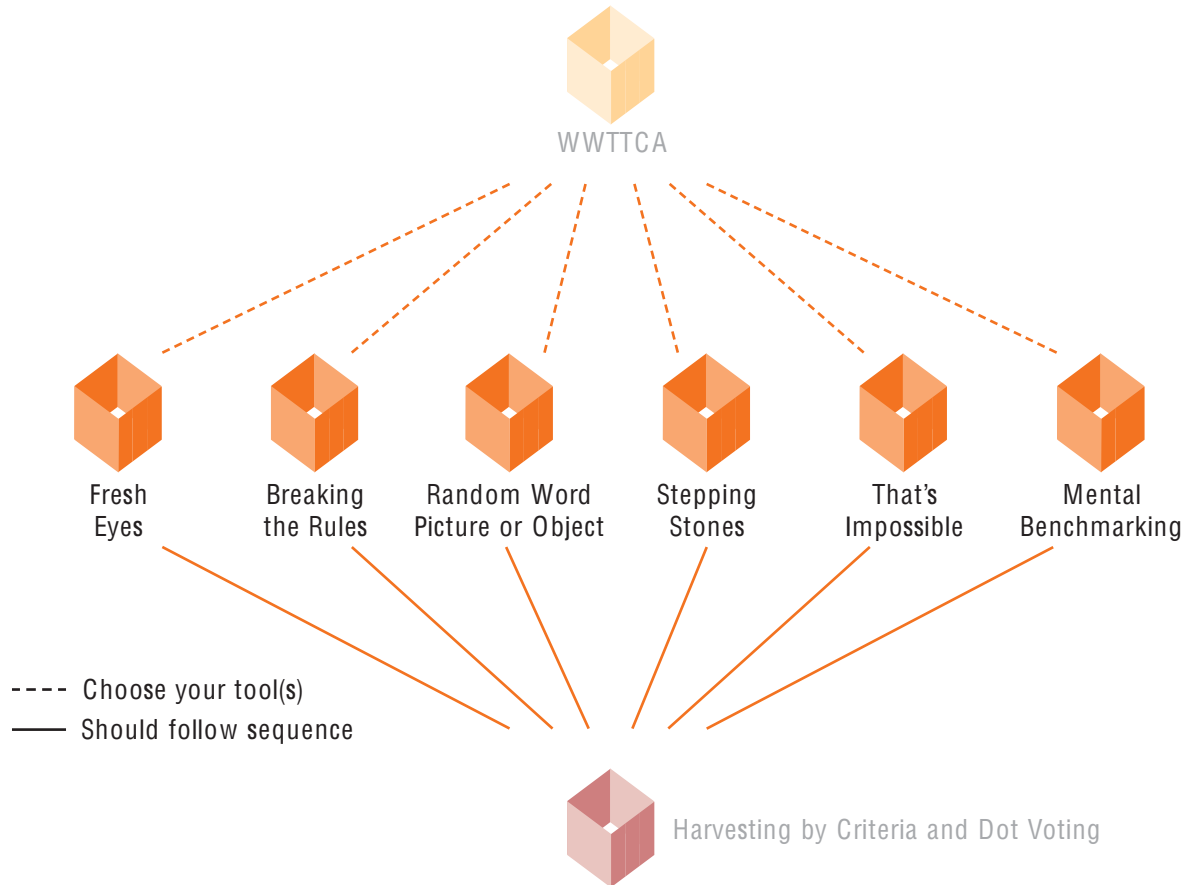 WWTTCA
Fresh
Eyes
Breaking
the Rules
Random Word
Picture or Object
Stepping
Stones
That's
Impossible
Mental
Benchmarking
Choose your tool(s)
Should follow sequence
Harvesting by Criteria and Dot Voting